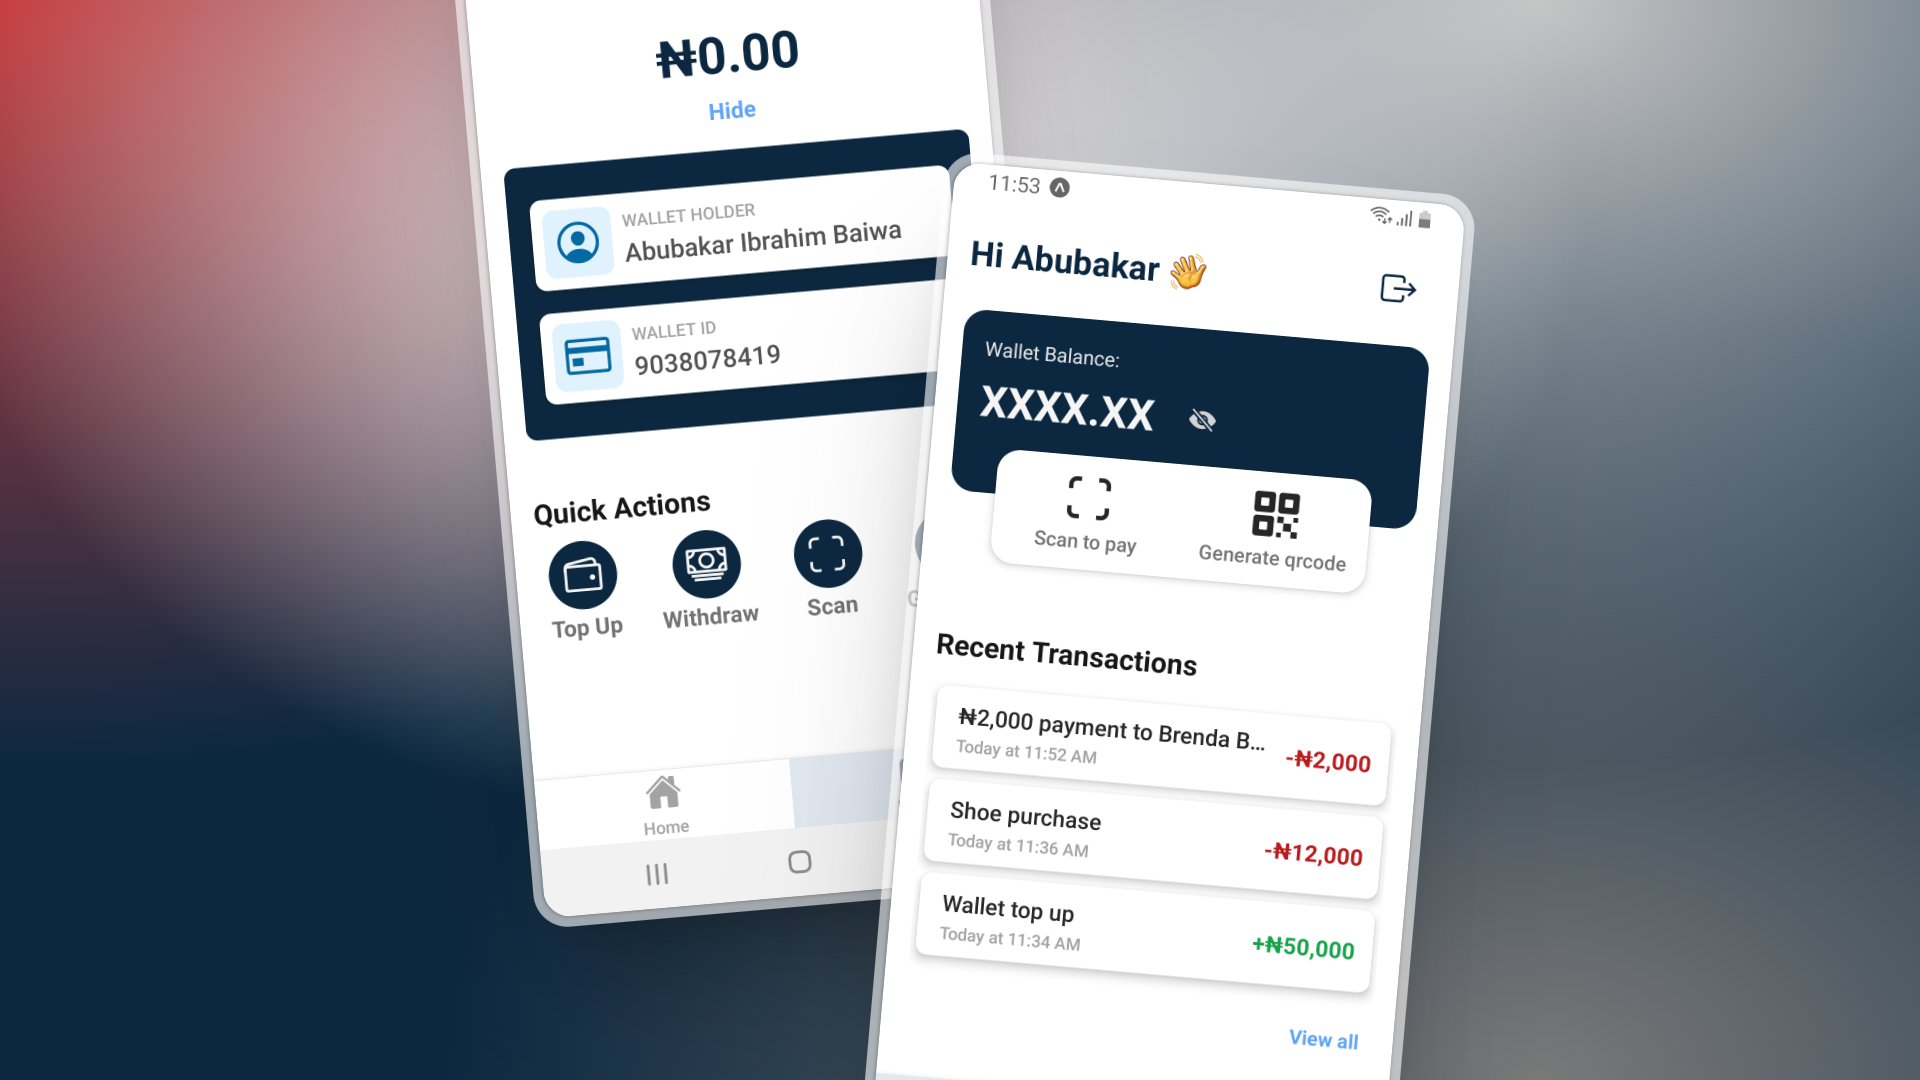 ₦0.00
Hide
WALLET HOLDER
Abubakar Ibrahim Baiwa
WALLET ID
9038078419
Quick Actions
Top Up
Withdraw
Scan
G
Home
11:53
Hi Abubakar 👋
Wallet Balance:
XXXX.XX
Scan to pay
Generate qrcode
Recent Transactions
₦2,000 payment to Brenda B...
Today at 11:52 AM
-₦2,000
Shoe purchase
Today at 11:36 AM
-₦12,000
Wallet top up
Today at 11:34 AM
+₦50,000
View all